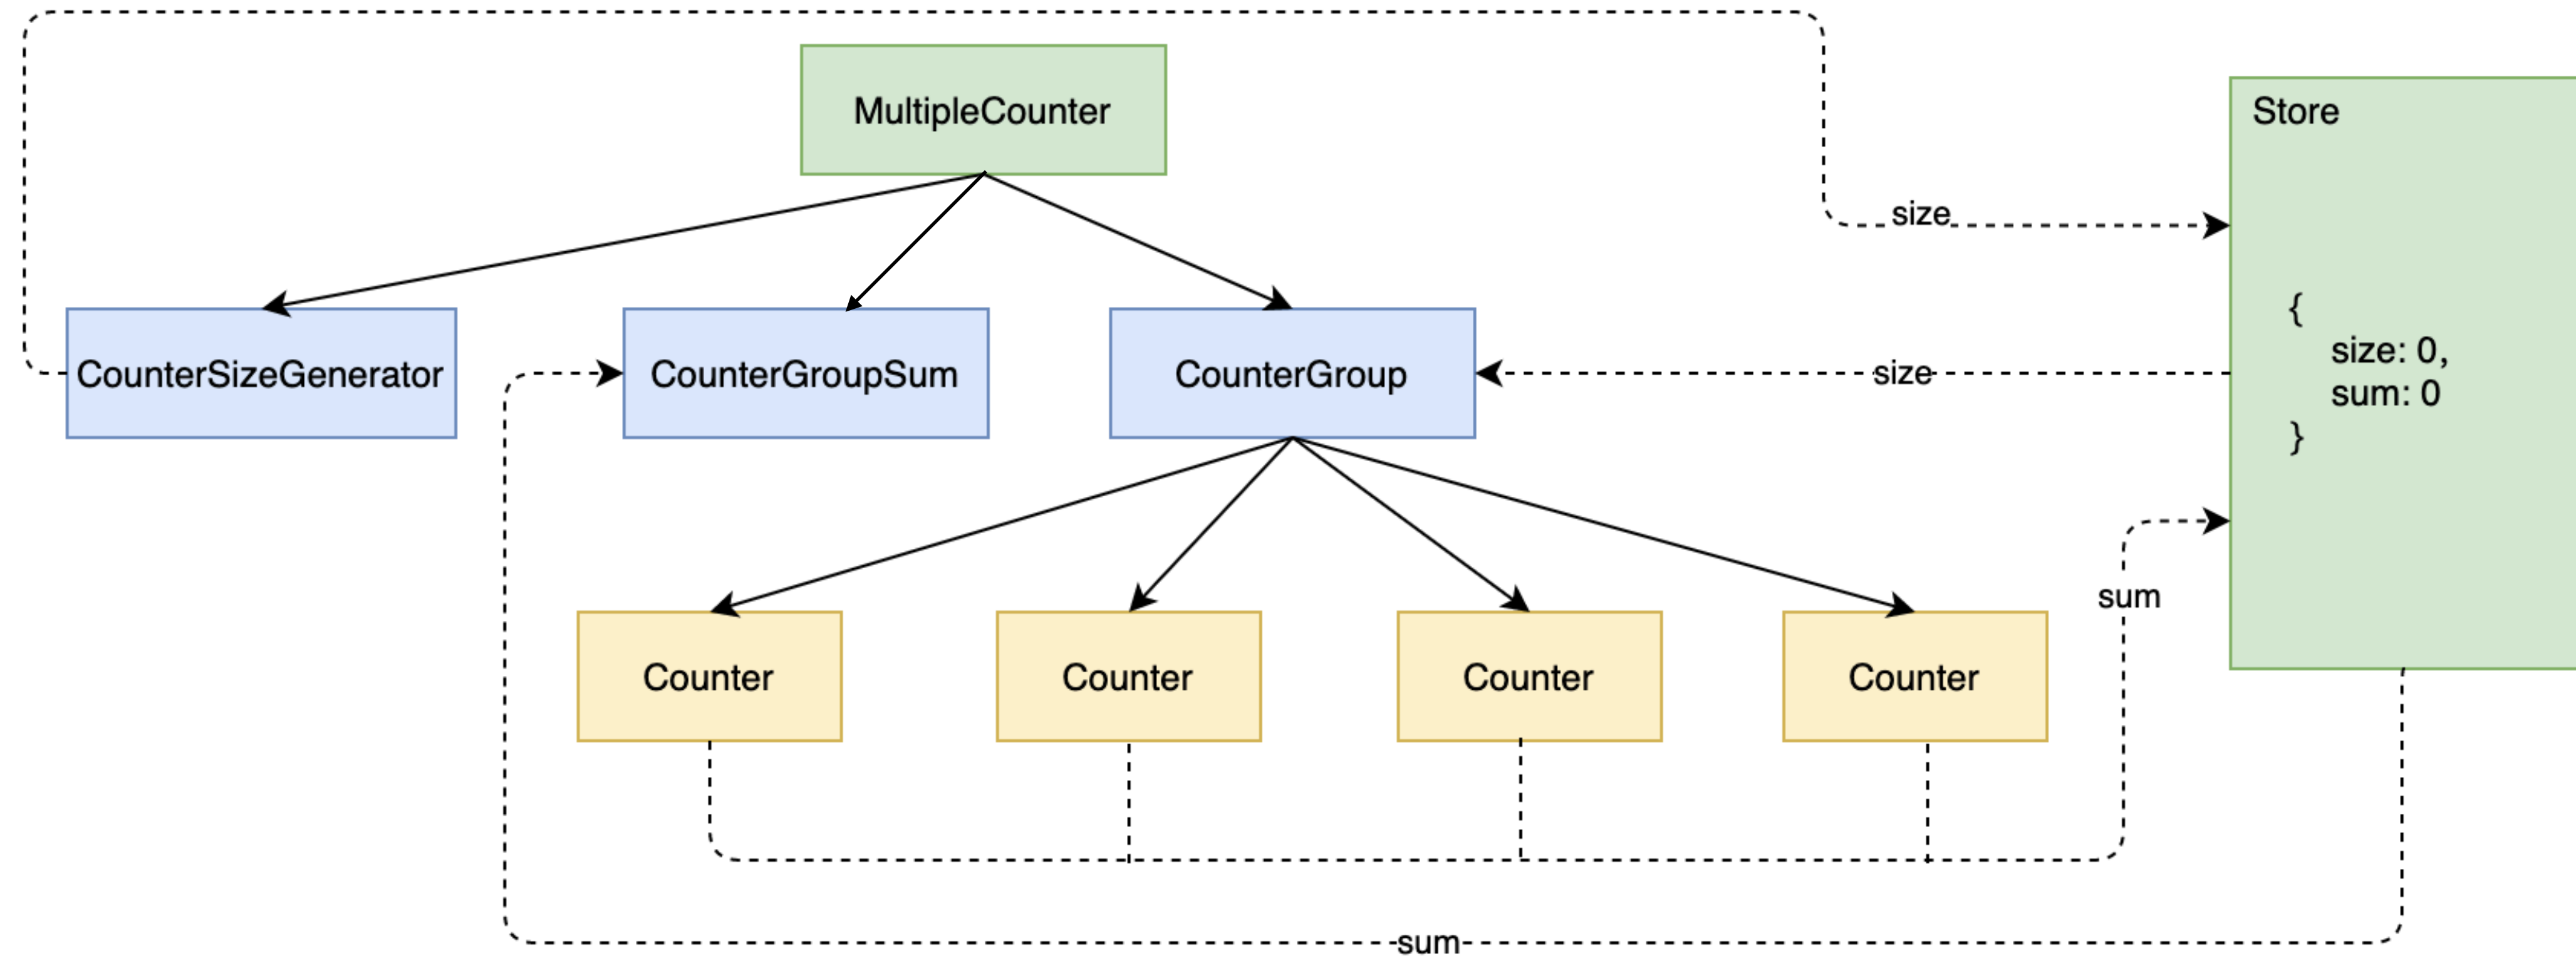 MultipleCounter
Store
size
{
size: 0,
sum: 0
}
CounterSizeGenerator
CounterGroupSum
CounterGroup
size
sum
Counter
Counter
Counter
Counter
sum